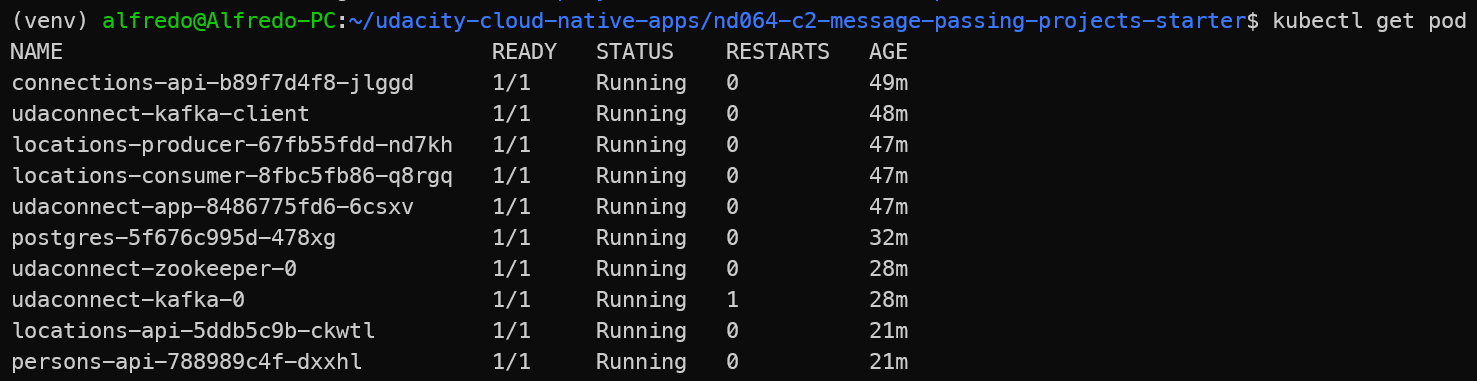 (venv) alfredo@Alfredo-PC:~/udacity-cloud-native-apps/nd064-c2-message-passing-projects-starter$ kubectl get pod
NAME READY STATUS RESTARTS AGE
connections-api-b89f7d4f8-jlggd 1/1 Running 0 49m
udaconnect-kafka-client 1/1 Running 0 48m
locations-producer-67fb55fdd-nd7kh 1/1 Running 0 47m
locations-consumer-8fbc5fb86-q8rgq 1/1 Running 0 47m
udaconnect-app-8486775fd6-6csxv 1/1 Running 0 47m
postgres-5f676c995d-478xg 1/1 Running 0 32m
udaconnect-zookeeper-0 1/1 Running 0 28m
udaconnect-kafka-0 1/1 Running 1 28m
locations-api-5ddb5c9b-ckwtl 1/1 Running 0 21m
persons-api-788989c4f-dxxhl 1/1 Running 0 21m